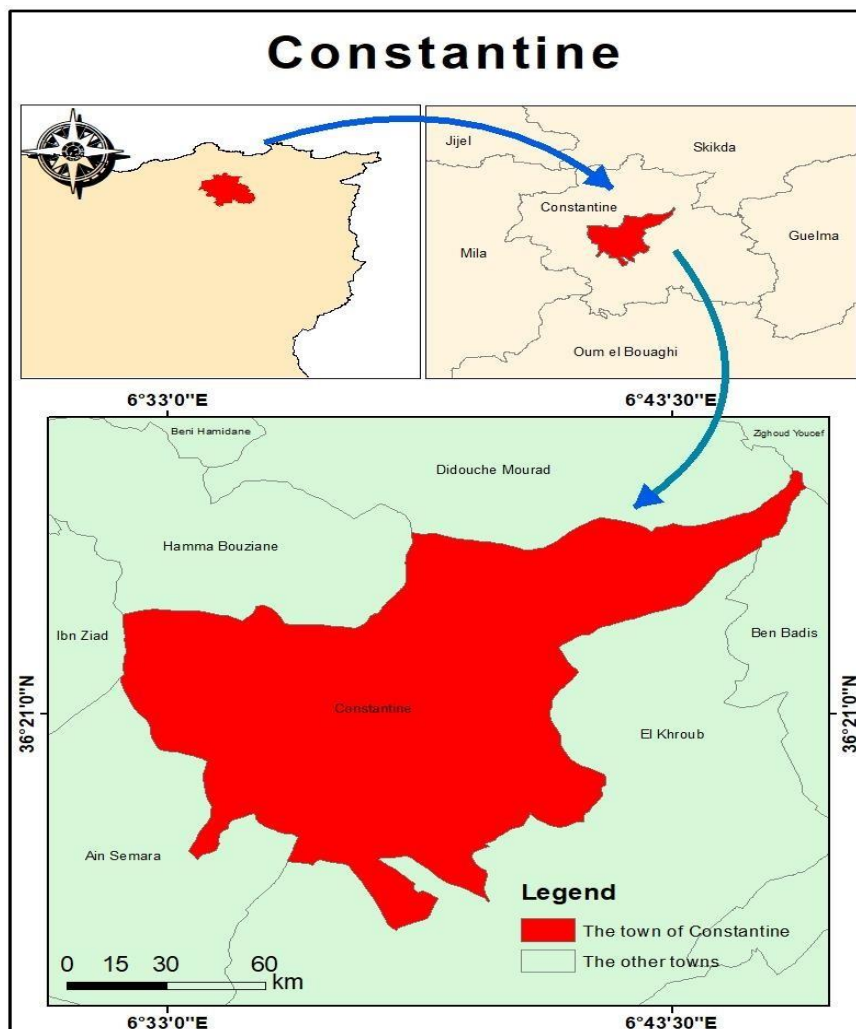 Constantine
Jijel
Skikda
Constantine
Guelma
Mila
Oum el Bouaghi
6°33'0"E
6°43'30"E
Beni Hamidane
Zighoud Youcef
Didouche Mourad
Hamma Bouziane
Ibn Ziad
Ben Badis
Constantine
36°21'0"N
36°21'0"N
El Khroub
Ain Semara
Legend
The town of Constantine
The other towns
0 15 30 60
km
6°33'0"E
6°43'30"E